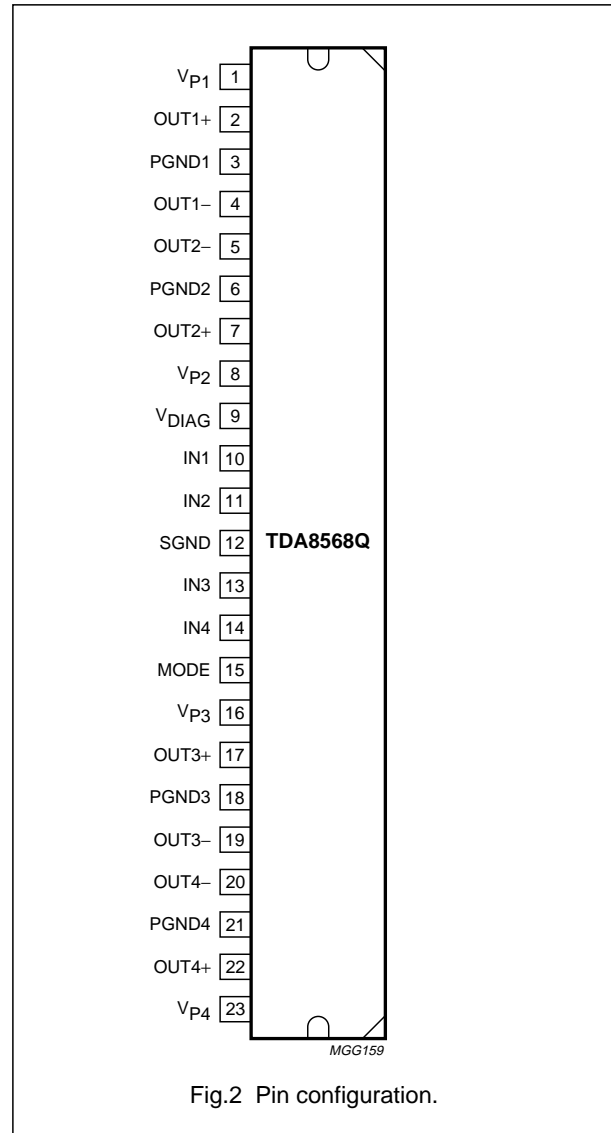 VP1 1
OUT1+ 2
PGND1 3
OUT1− 4
OUT2− 5
PGND2 6
OUT2+ 7
VP2 8
VDIAG 9
IN1 10
IN2 11
SGND 12 TDA8568Q
IN3 13
IN4 14
MODE 15
VP3 16
OUT3+ 17
PGND3 18
OUT3− 19
OUT4− 20
PGND4 21
OUT4+ 22
VP4 23
MGG159
Fig.2 Pin configuration.